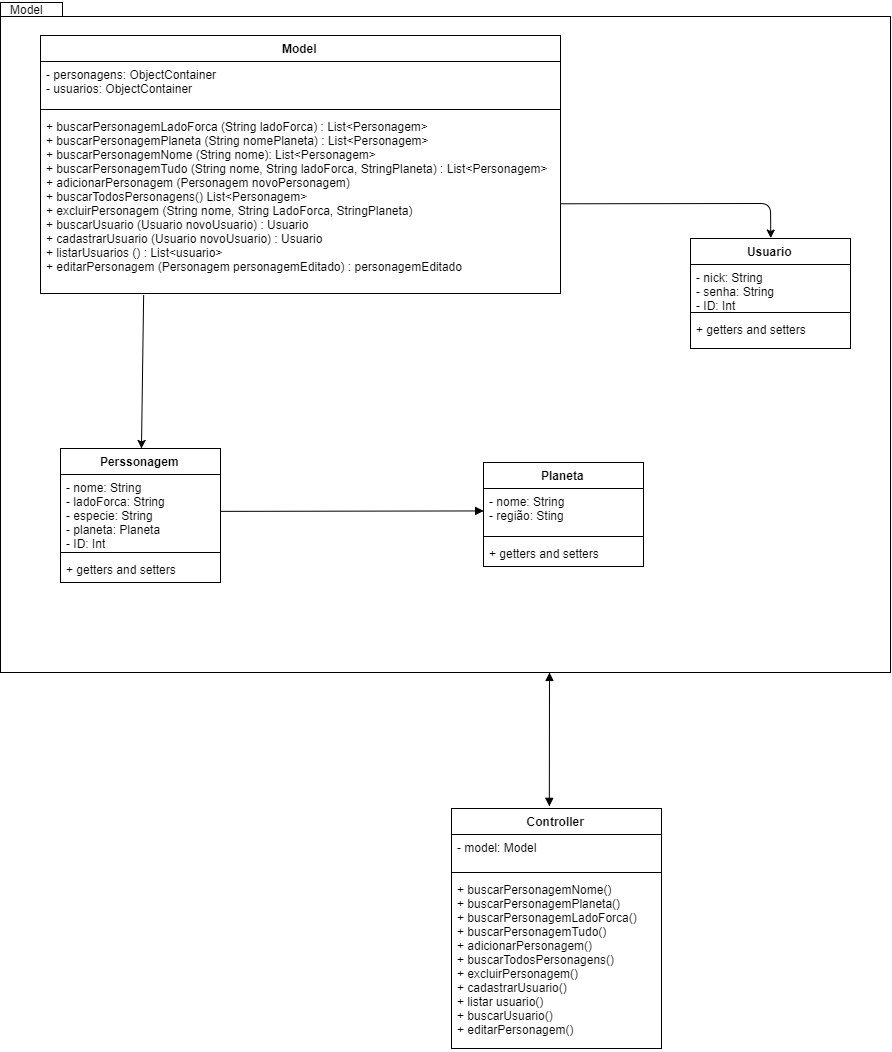 Model
Model
- personagens: ObjectContainer
- usuarios: ObjectContainer
+ buscarPersonagemLadoForca (String ladoForca) : List<Personagem>
+ buscarPersonagemPlaneta (String nomePlaneta) : List<Personagem>
+ buscarPersonagemNome (String nome): List<Personagem>
+ buscarPersonagemTudo (String nome, String ladoForca, StringPlaneta) : List<Personagem>
+ adicionarPersonagem (Personagem novoPersonagem)
+ buscarTodosPersonagens() List<Personagem>
+ excluirPersonagem (String nome, String LadoForca, StringPlaneta)
+ buscarUsuario (Usuario novoUsuario) : Usuario
+ cadastrarUsuario (Usuario novoUsuario) : Usuario
+ listarUsuarios () : List<usuario>
+ editarPersonagem (Personagem personagemEditado) : personagemEditado
Usuario
- nick: String
- senha: String
- ID: Int
+ getters and setters
Perssonagem
- nome: String
- ladoForca: String
- especie: String
- planeta: Planeta
- ID: Int
+ getters and setters
Planeta
- nome: String
- região: Sting
+ getters and setters
Controller
- model: Model
+ buscarPersonagemNome()
+ buscarPersonagemPlaneta()
+ buscarPersonagemLadoForca()
+ buscarPersonagemTudo()
+ adicionarPersonagem()
+ buscarTodosPersonagens()
+ excluirPersonagem()
+ cadastrarUsuario()
+ listar usuario()
+ buscarUsuario()
+ editarPersonagem()